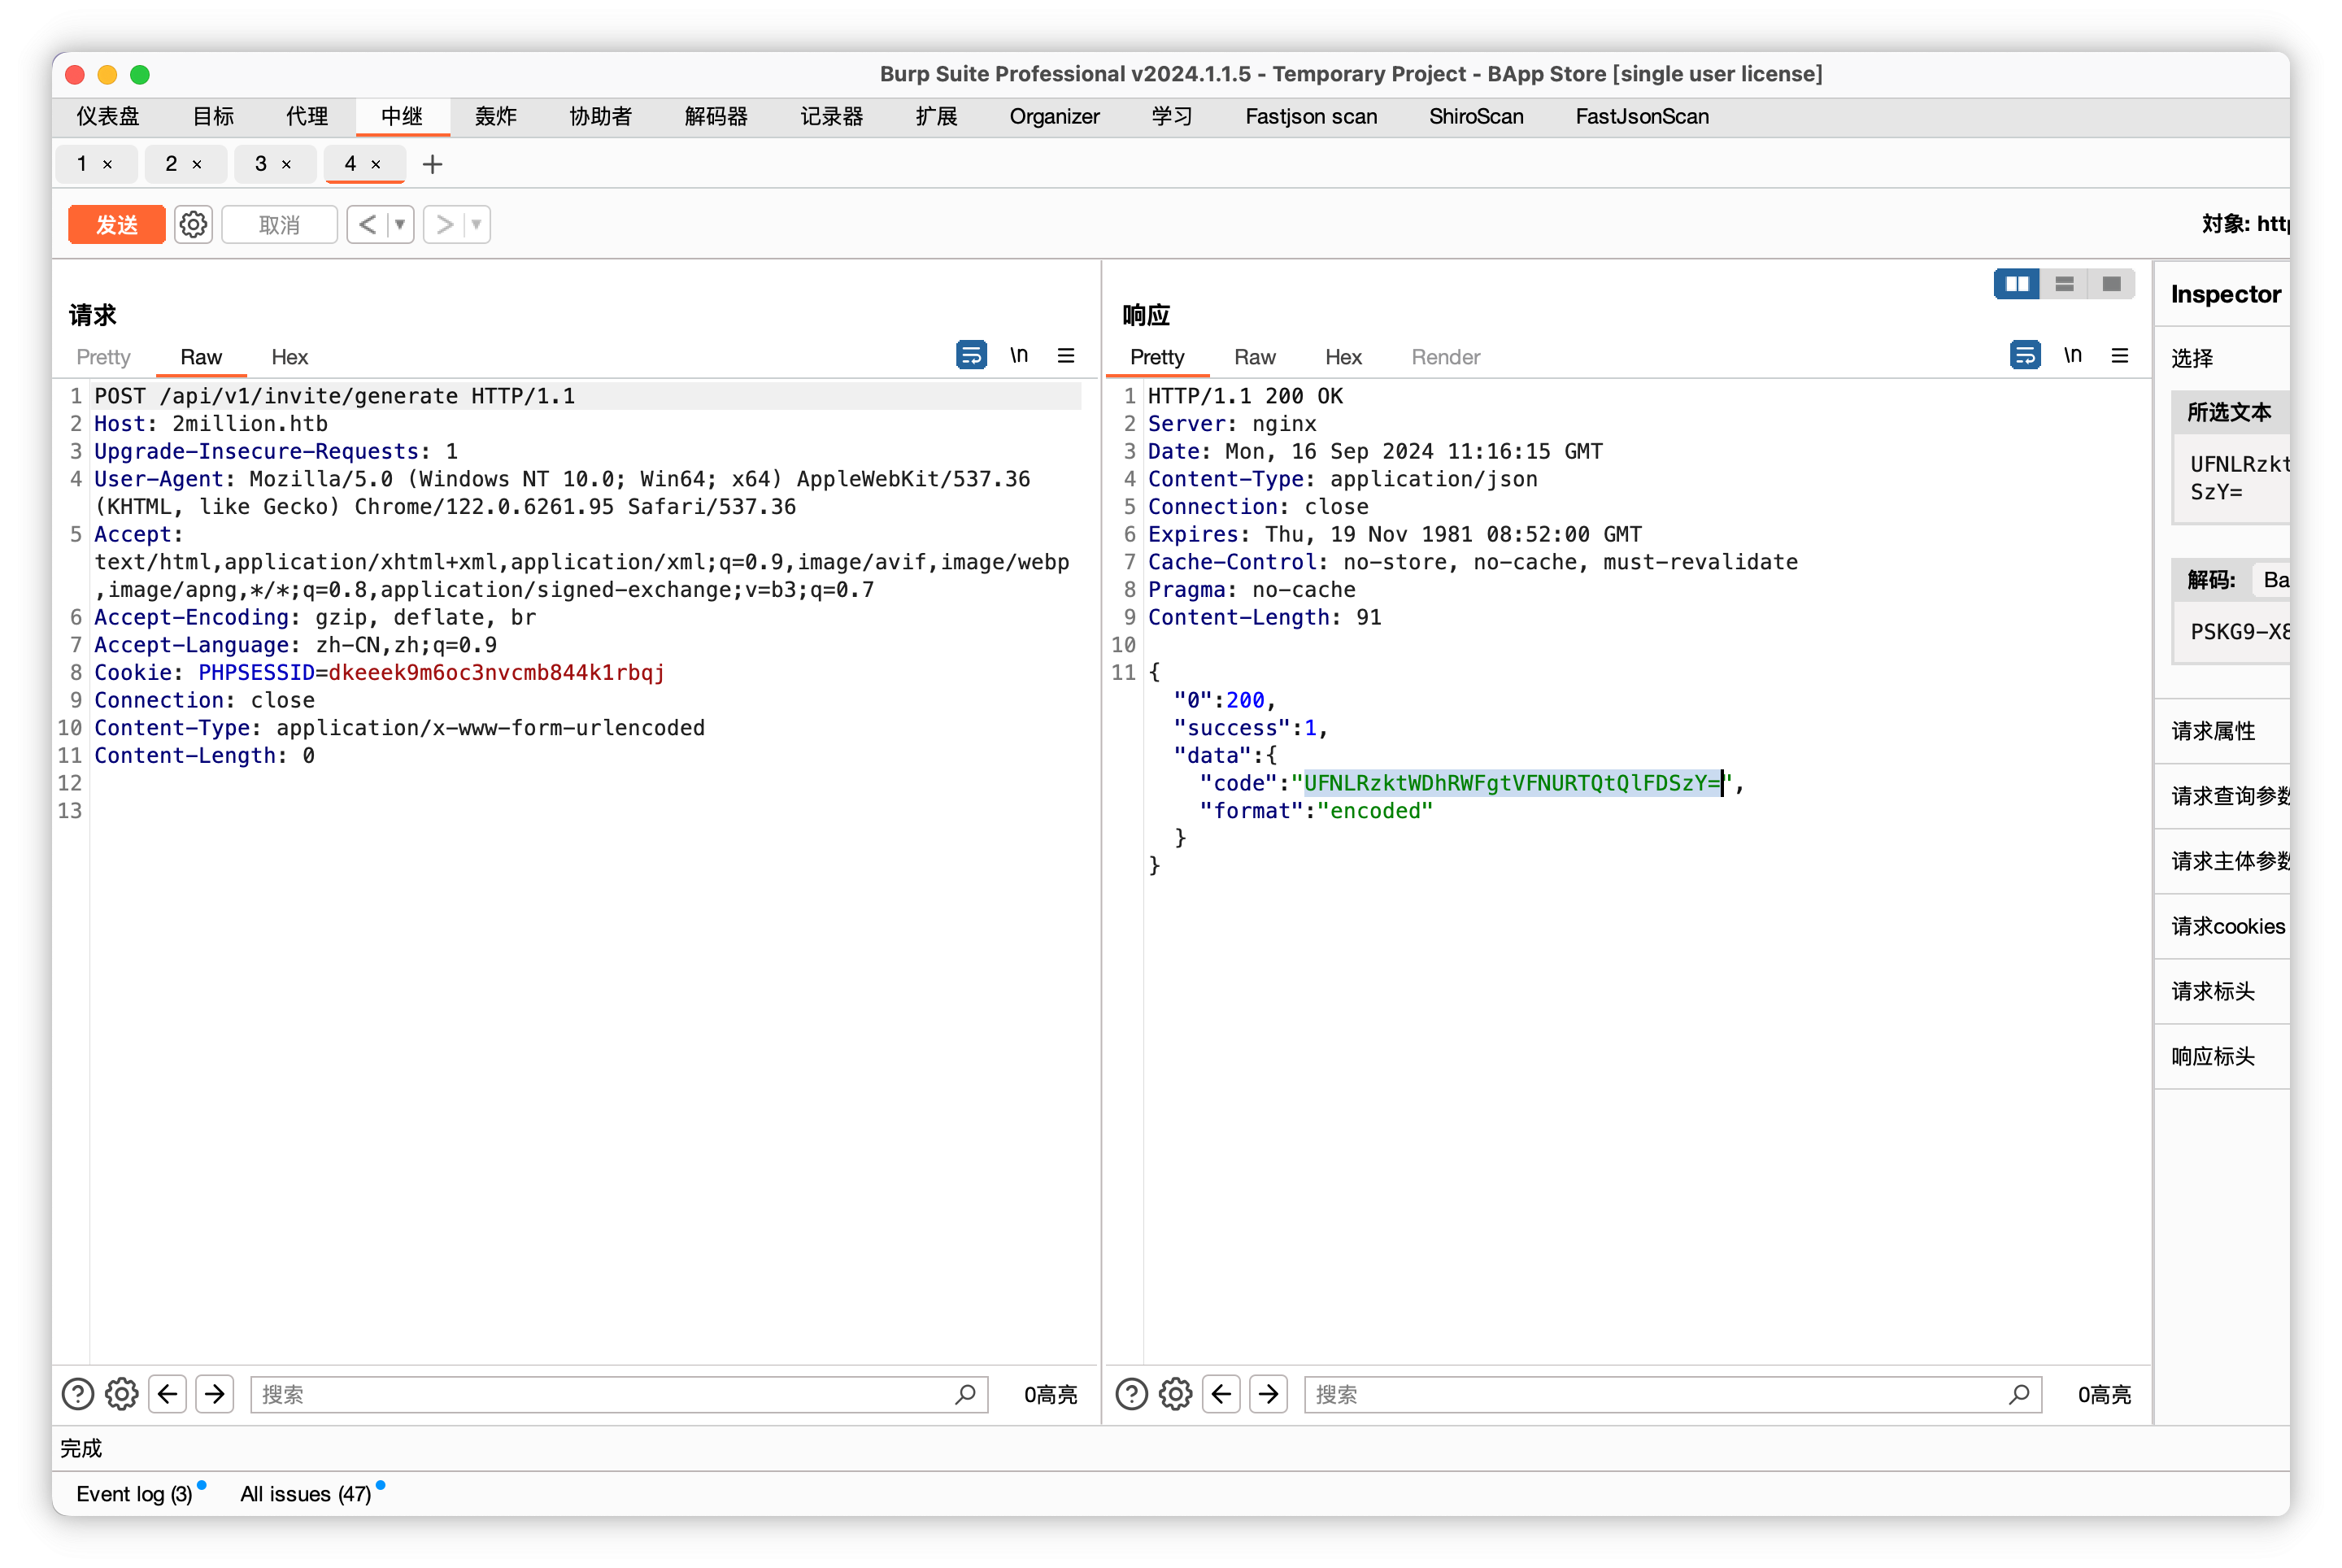 Burp Suite Professional v2024.1.1.5 - Temporary Project - BApp Store [single user license]
仪表盘 目标 代理 中继 轰炸 协助者 解码器 记录器 扩展 Organizer 学习 Fastjson scan ShiroScan FastJsonScan
1 × 2 × 3 × 4 × +
发送 取消 < > 对象: http
请求
Pretty Raw Hex \n
1 POST /api/v1/invite/generate HTTP/1.1
2 Host: 2million.htb
3 Upgrade-Insecure-Requests: 1
4 User-Agent: Mozilla/5.0 (Windows NT 10.0; Win64; x64) AppleWebKit/537.36
(KHTML, like Gecko) Chrome/122.0.6261.95 Safari/537.36
5 Accept:
text/html,application/xhtml+xml,application/xml;q=0.9,image/avif,image/webp
,image/apng,*/*;q=0.8,application/signed-exchange;v=b3;q=0.7
6 Accept-Encoding: gzip, deflate, br
7 Accept-Language: zh-CN,zh;q=0.9
8 Cookie: PHPSESSID=dkeeek9m6oc3nvcmb844k1rbqj
9 Connection: close
10 Content-Type: application/x-www-form-urlencoded
11 Content-Length: 0
12
13
搜索 0高亮
响应
Pretty Raw Hex Render \n
1 HTTP/1.1 200 OK
2 Server: nginx
3 Date: Mon, 16 Sep 2024 11:16:15 GMT
4 Content-Type: application/json
5 Connection: close
6 Expires: Thu, 19 Nov 1981 08:52:00 GMT
7 Cache-Control: no-store, no-cache, must-revalidate
8 Pragma: no-cache
9 Content-Length: 91
10
11 {
"0":200,
"success":1,
"data":{
"code":"UFNLRzktWDhRWFgtVFNURTQtQlFDSzY=",
"format":"encoded"
}
}
搜索 0高亮
Inspector
选择
所选文本
UFNLRzkt
SzY=
解码: Ba
PSKG9-X8
请求属性
请求查询参数
请求主体参数
请求cookies
请求标头
响应标头
完成
Event log (3) All issues (47)